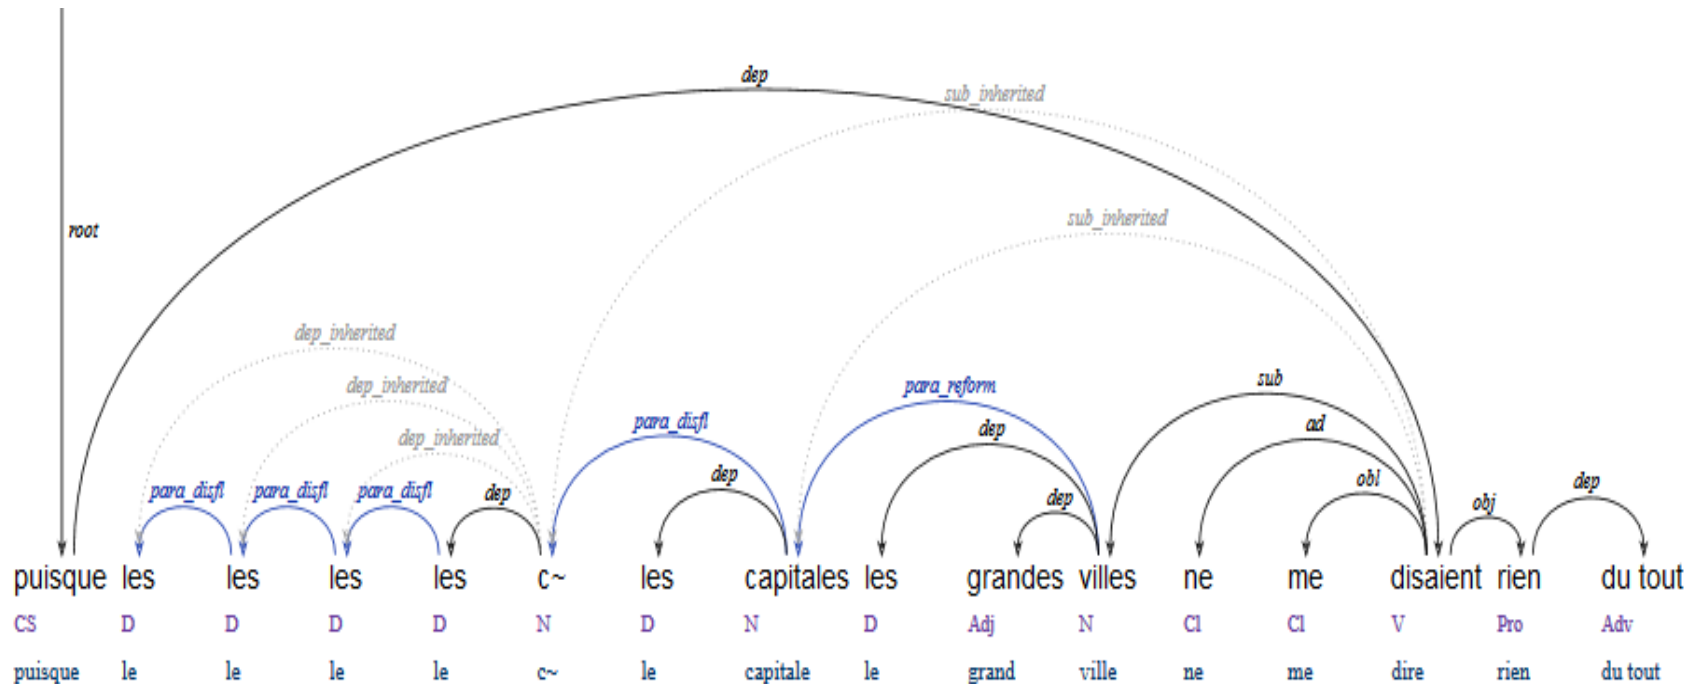 dep
sub_inherited
sub_inherited
root
dep_inherited
dep_inherited
para_reform
sub
para_disfl
ad
dep_inherited
dep
dep
obl
para_disfl
para_disfl
para_disfl
dep
dep
obj
dep
puisque les les les les c~ les capitales les grandes villes ne me disaient rien du tout
CS D D D D N D N D Adj N Cl Cl V Pro Adv
puisque le le le le c~ le capitale le grand ville ne me dire rien du tout